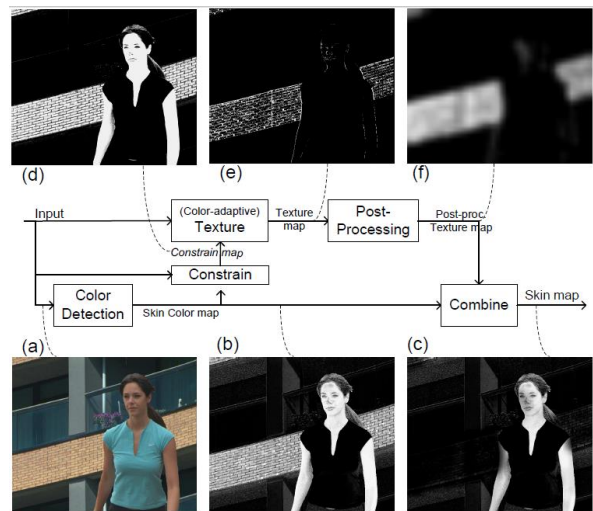 (d)
(e)
(f)
Input
(Color-adaptive)
Texture
Texture
map
Post-
Processing
Post-proc.
Texture map
Constrain map
Constrain
Color
Detection
Skin Color map
Combine
Skin map
(a)
(b)
(c)